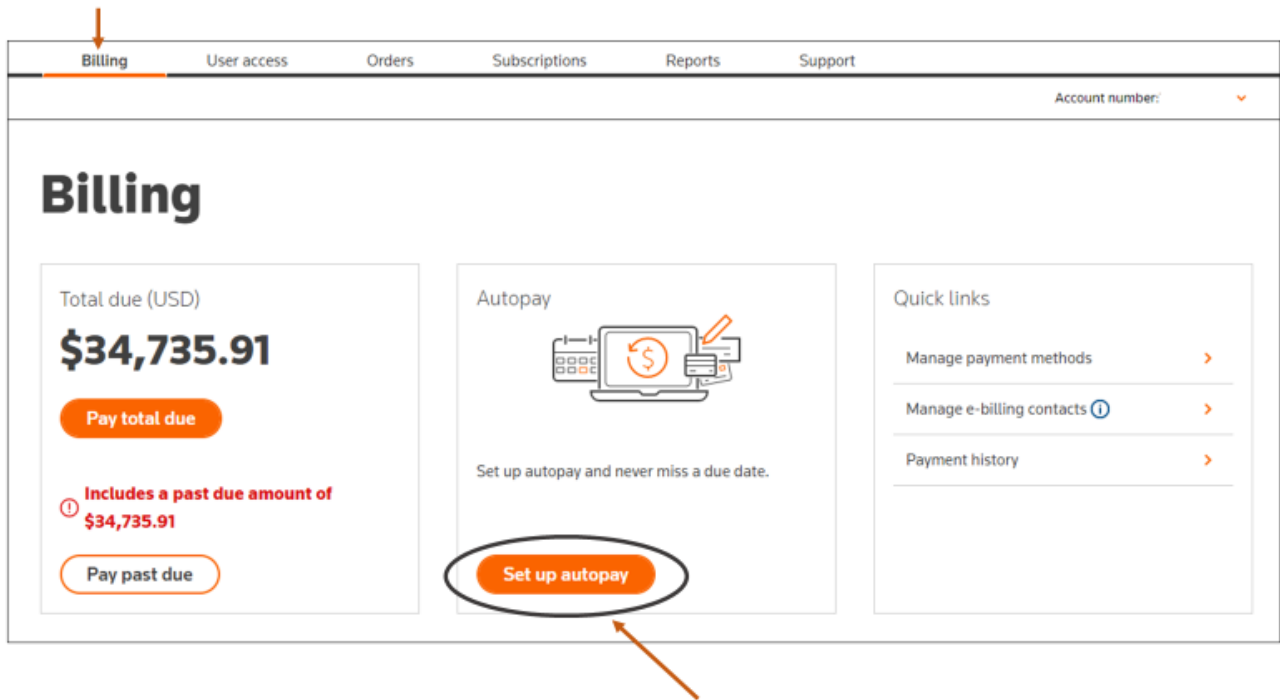 Billing User access Orders Subscriptions Reports Support
Account number:
Billing
Total due (USD)
$34,735.91
Pay total due
Includes a past due amount of
$34,735.91
Pay past due
Autopay
$
Set up autopay and never miss a due date.
Set up autopay
Quick links
Manage payment methods
Manage e-billing contacts
Payment history